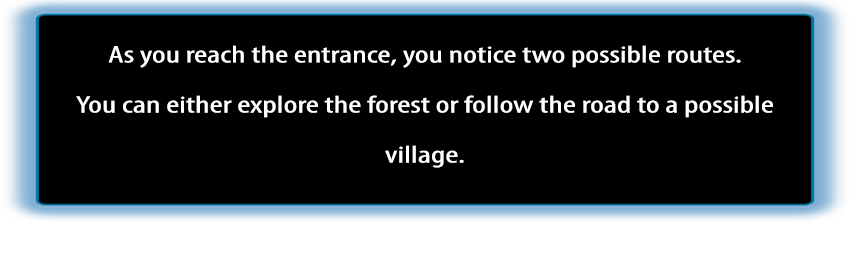 As you reach the entrance, you notice two possible routes.
You can either explore the forest or follow the road to a possible
village.